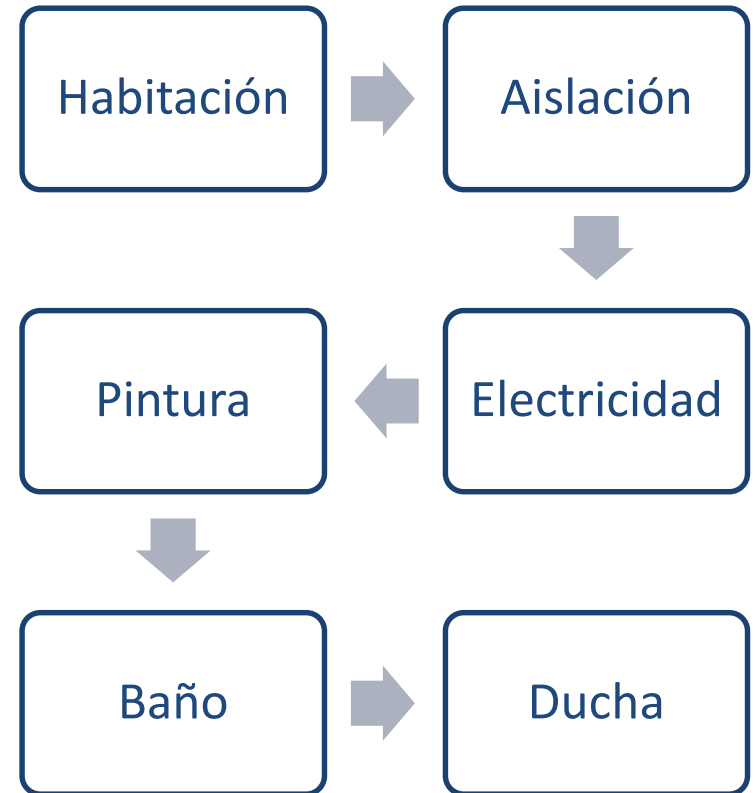 Habitación
Aislación
Electricidad
Pintura
Baño
Ducha